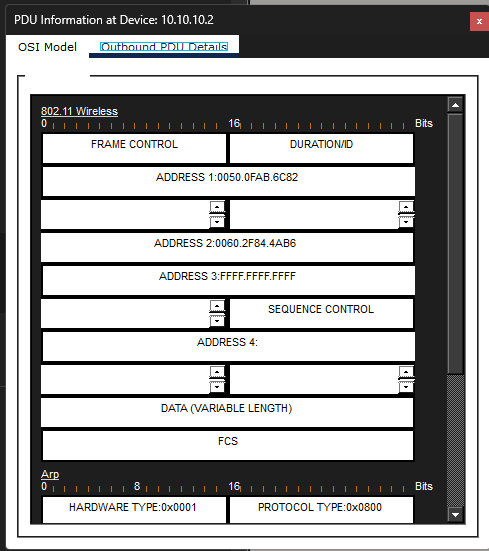 PDU Information at Device: 10.10.10.2
x
OSI Model Outbound PDU Details
802.11 Wireless
0 16 Bits
FRAME CONTROL DURATION/ID
ADDRESS 1:0050.0FAB.6C82
ADDRESS 2:0060.2F84.4AB6
ADDRESS 3:FFFF.FFFF.FFFF
SEQUENCE CONTROL
ADDRESS 4:
DATA (VARIABLE LENGTH)
FCS
Arp
0 8 16 Bits
HARDWARE TYPE:0x0001 PROTOCOL TYPE:0x0800